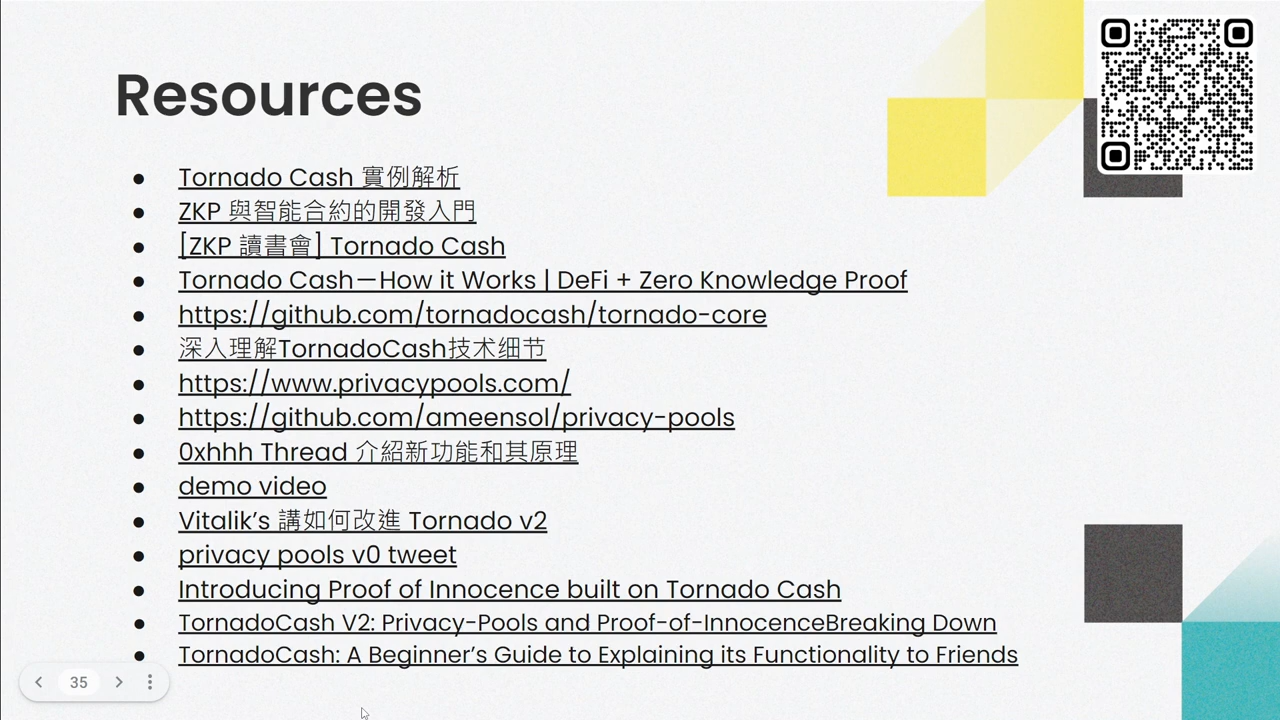 Resources
Tornado Cash 實例解析
ZKP 與智能合約的開發入門
[ZKP 讀書會] Tornado Cash
Tornado Cash — How it Works | DeFi + Zero Knowledge Proof
https://github.com/tornadocash/tornado-core
深入理解TornadoCash技术细节
https://www.privacypools.com/
https://github.com/ameensol/privacy-pools
0xhhh Thread 介紹新功能和其原理
demo video
Vitalik’s 講如何改進 Tornado v2
privacy pools v0 tweet
Introducing Proof of Innocence built on Tornado Cash
TornadoCash V2: Privacy-Pools and Proof-of-InnocenceBreaking Down
TornadoCash: A Beginner’s Guide to Explaining its Functionality to Friends
35